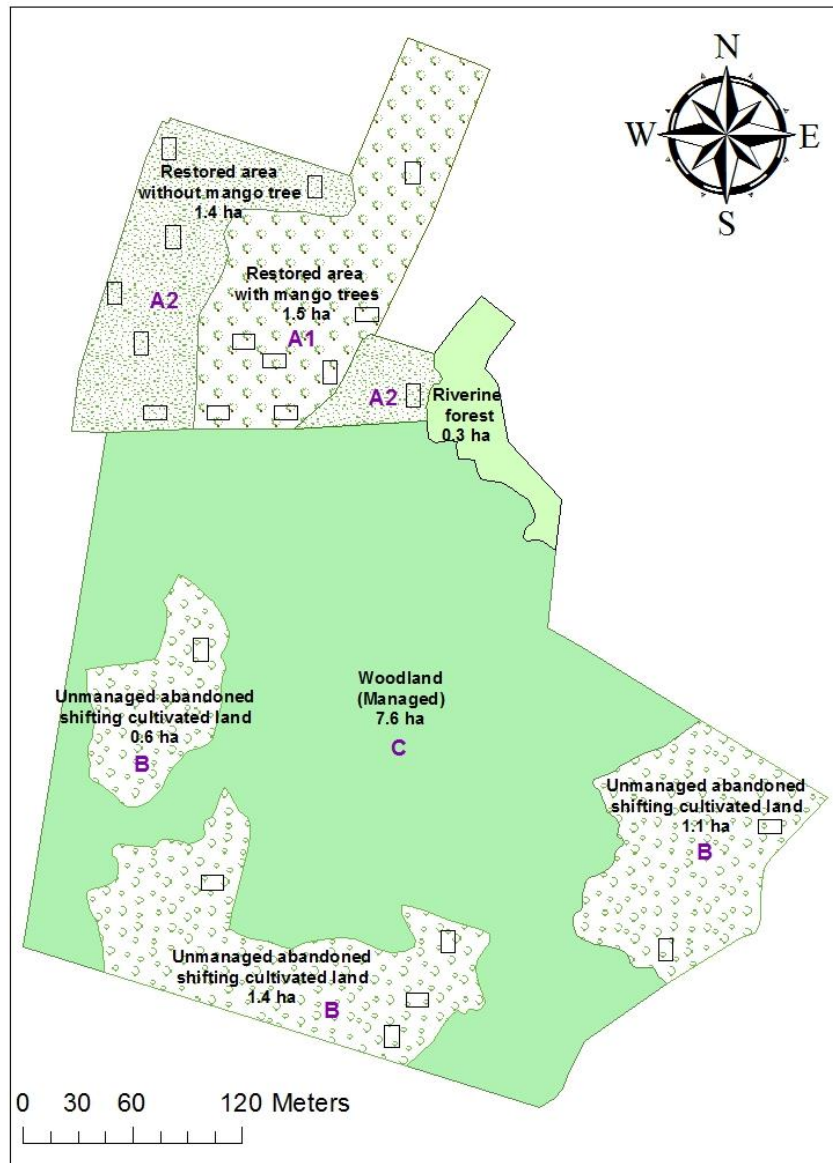 N
W E
S
Restored area
without mango tree
1.4 ha
A2
Restored area
with mango trees
1.5 ha
A1
A2
Riverine
forest
0.3 ha
Woodland
(Managed)
7.6 ha
C
Unmanaged abandoned
shifting cultivated land
0.6 ha
B
Unmanaged abandoned
shifting cultivated land
1.1 ha
B
Unmanaged abandoned
shifting cultivated land
1.4 ha
B
0 30 60 120 Meters